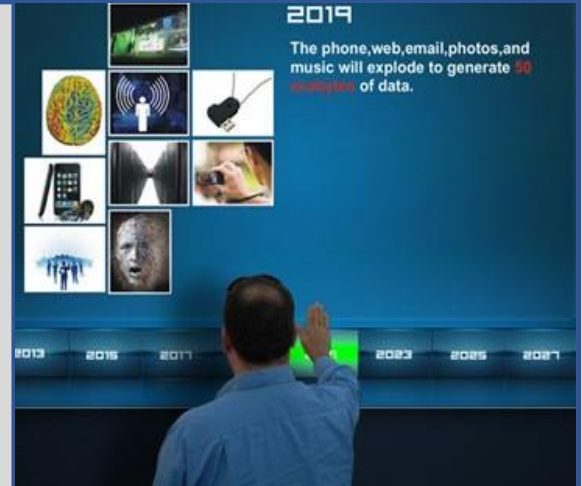 2019
The phone,web,email,photos,and
music will explode to generate 50
exabytes of data.
2013 2015 2017 2023 2025 2027